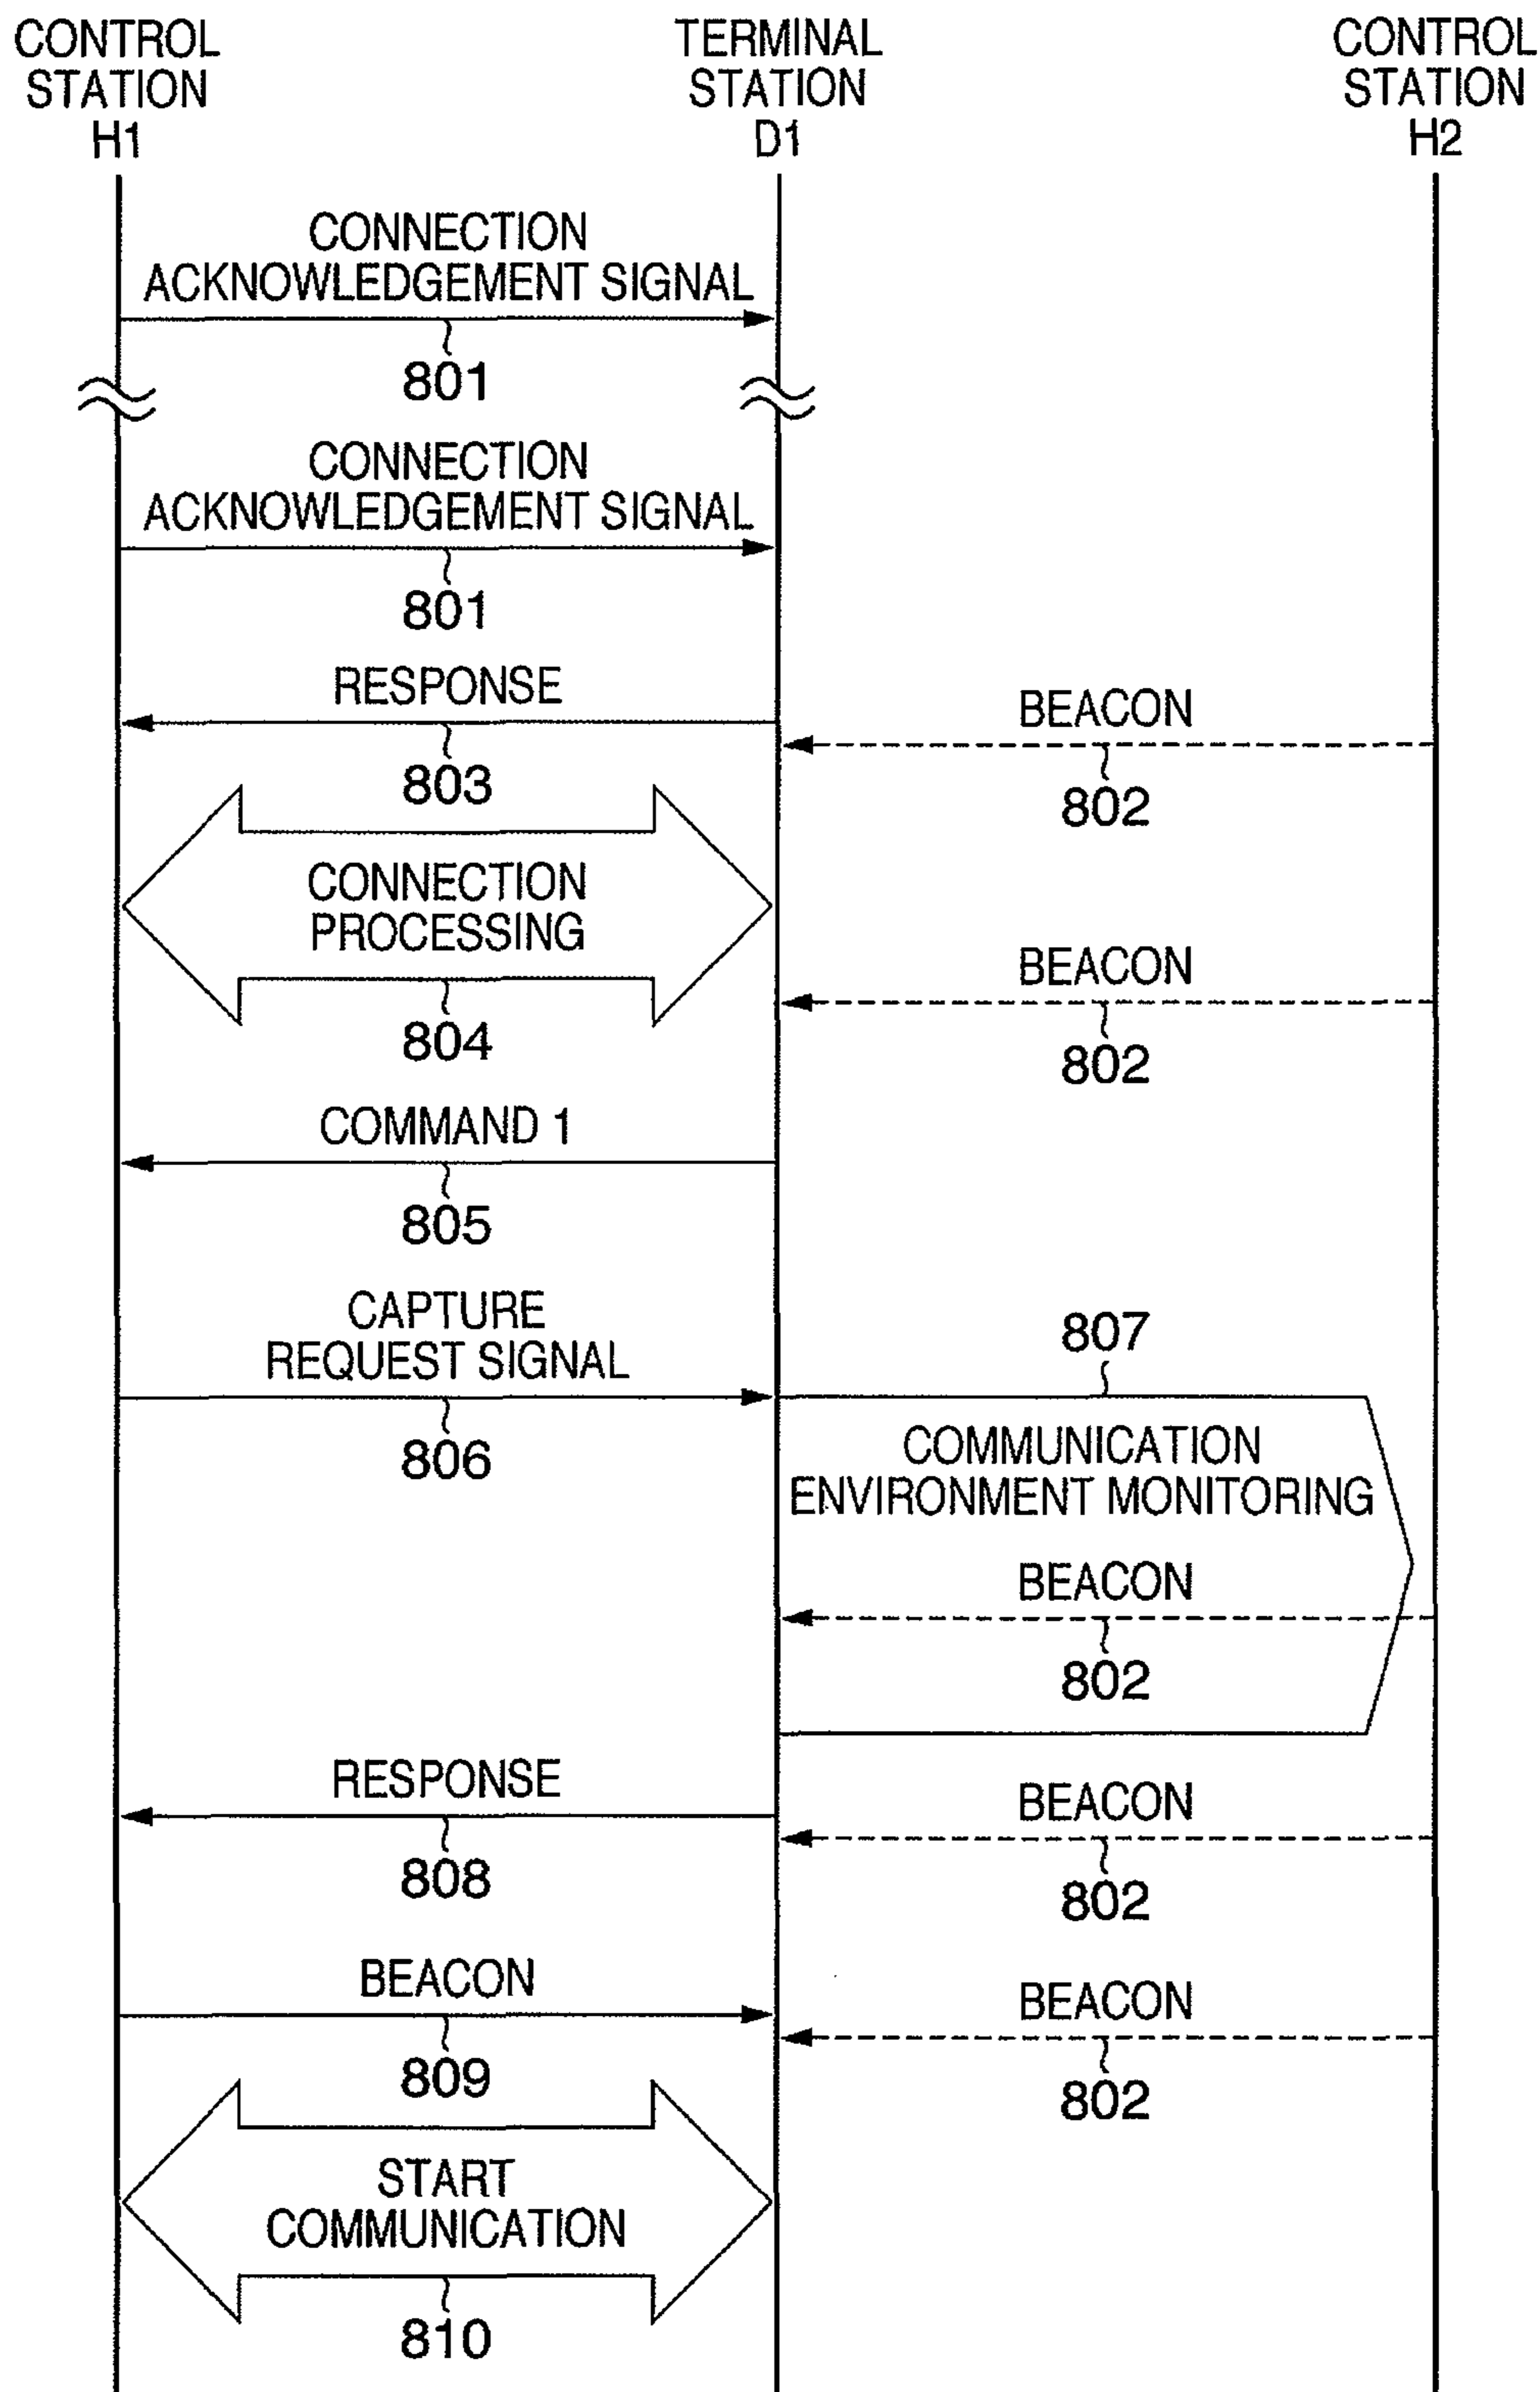 CONTROL
STATION
H1
TERMINAL
STATION
D1
CONTROL
STATION
H2
CONNECTION
ACKNOWLEDGEMENT SIGNAL
801
CONNECTION
ACKNOWLEDGEMENT SIGNAL
801
RESPONSE
803
BEACON
802
CONNECTION
PROCESSING
804
BEACON
802
COMMAND 1
805
CAPTURE
REQUEST SIGNAL
806
807
COMMUNICATION
ENVIRONMENT MONITORING
BEACON
802
RESPONSE
808
BEACON
802
BEACON
809
BEACON
802
START
COMMUNICATION
810